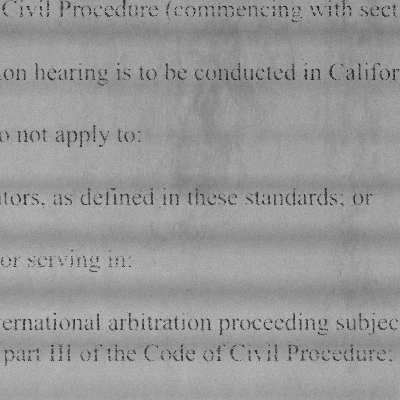 Civil Procedure (commencing with sect
on hearing is to be conducted in Califor
o not apply to:
ators, as defined in these standards; or
or serving in:
ernational arbitration proceeding subjec
part III of the Code of Civil Procedure;